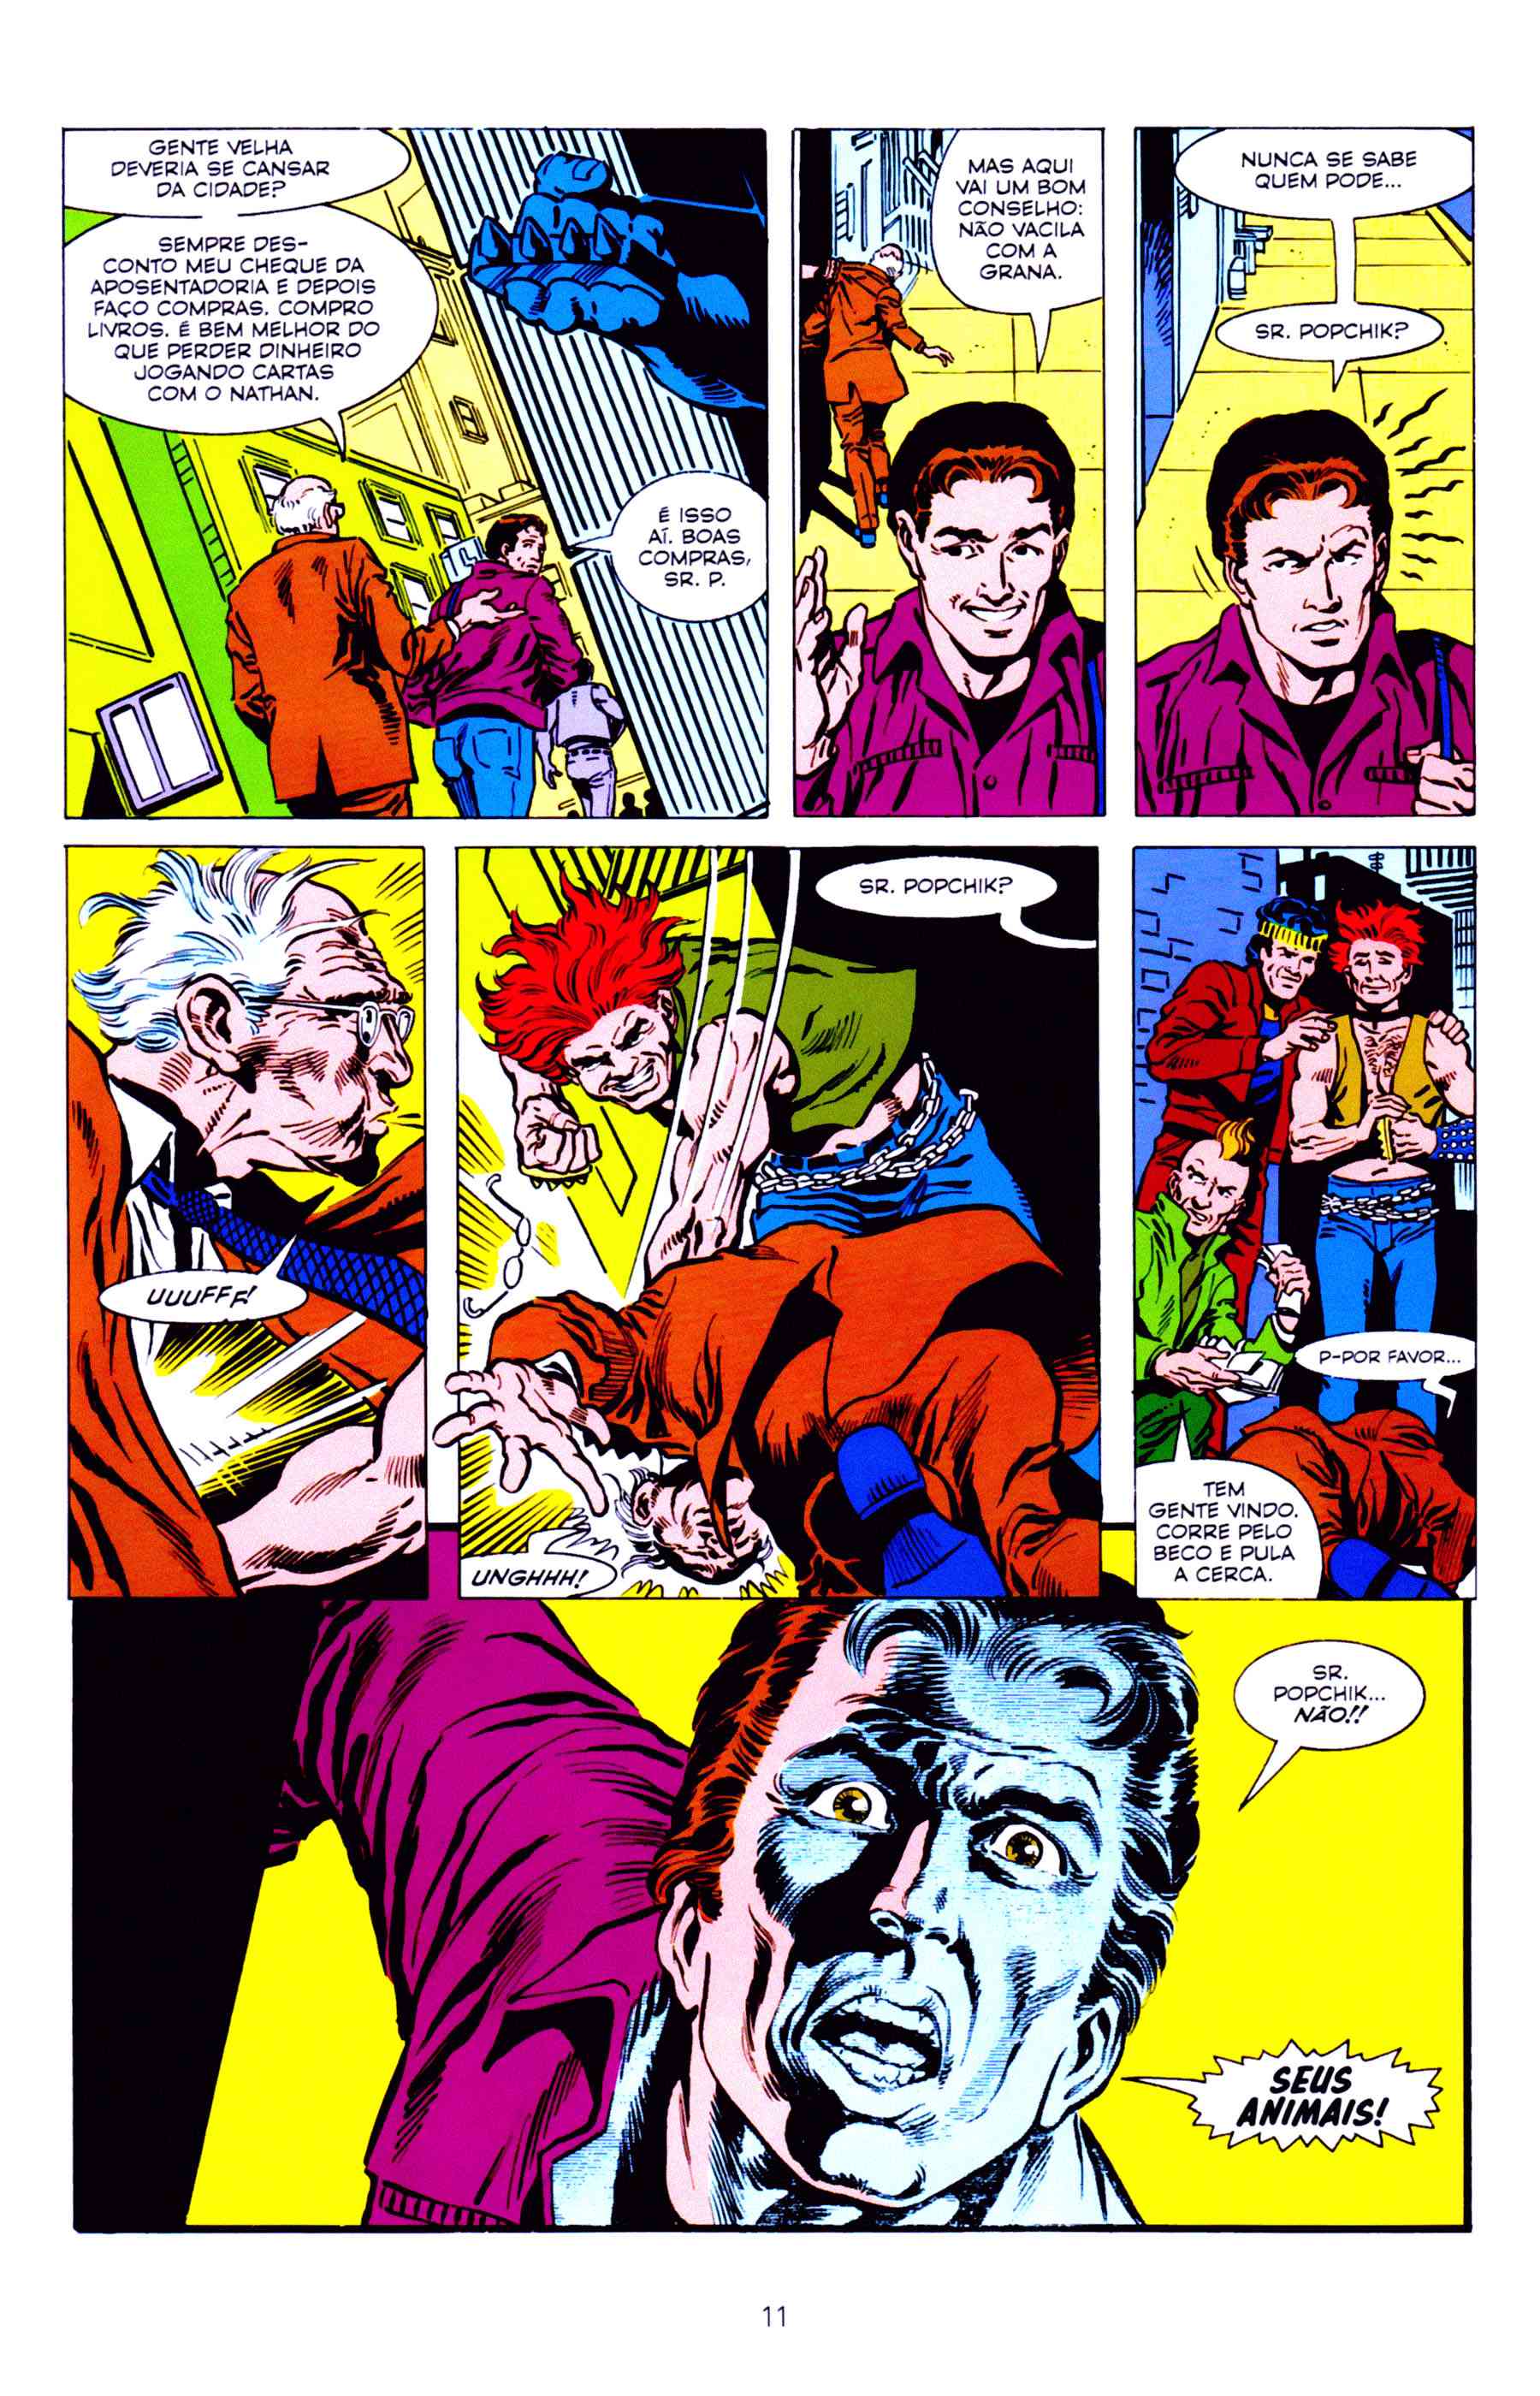 GENTE VELHA
DEVERIA SE CANSAR
DA CIDADE?
SEMPRE DES-
CONTO MEU CHEQUE DA
APOSENTADORIA E DEPOIS
FAÇO COMPRAS. COMPRO
LIVROS. É BEM MELHOR DO
QUE PERDER DINHEIRO
JOGANDO CARTAS
COM O NATHAN.
É ISSO
AÍ. BOAS
COMPRAS,
SR. P.
MAS AQUI
VAI UM BOM
CONSELHO:
NÃO VACILA
COM A
GRANA.
NUNCA SE SABE
QUEM PODE...
SR. POPCHIK?
UUUFFF!
SR. POPCHIK?
UNGHHH!
P-POR FAVOR...
TEM
GENTE VINDO.
CORRE PELO
BECO E PULA
A CERCA.
SR.
POPCHIK...
NÃO!!
SEUS
ANIMAIS!
11